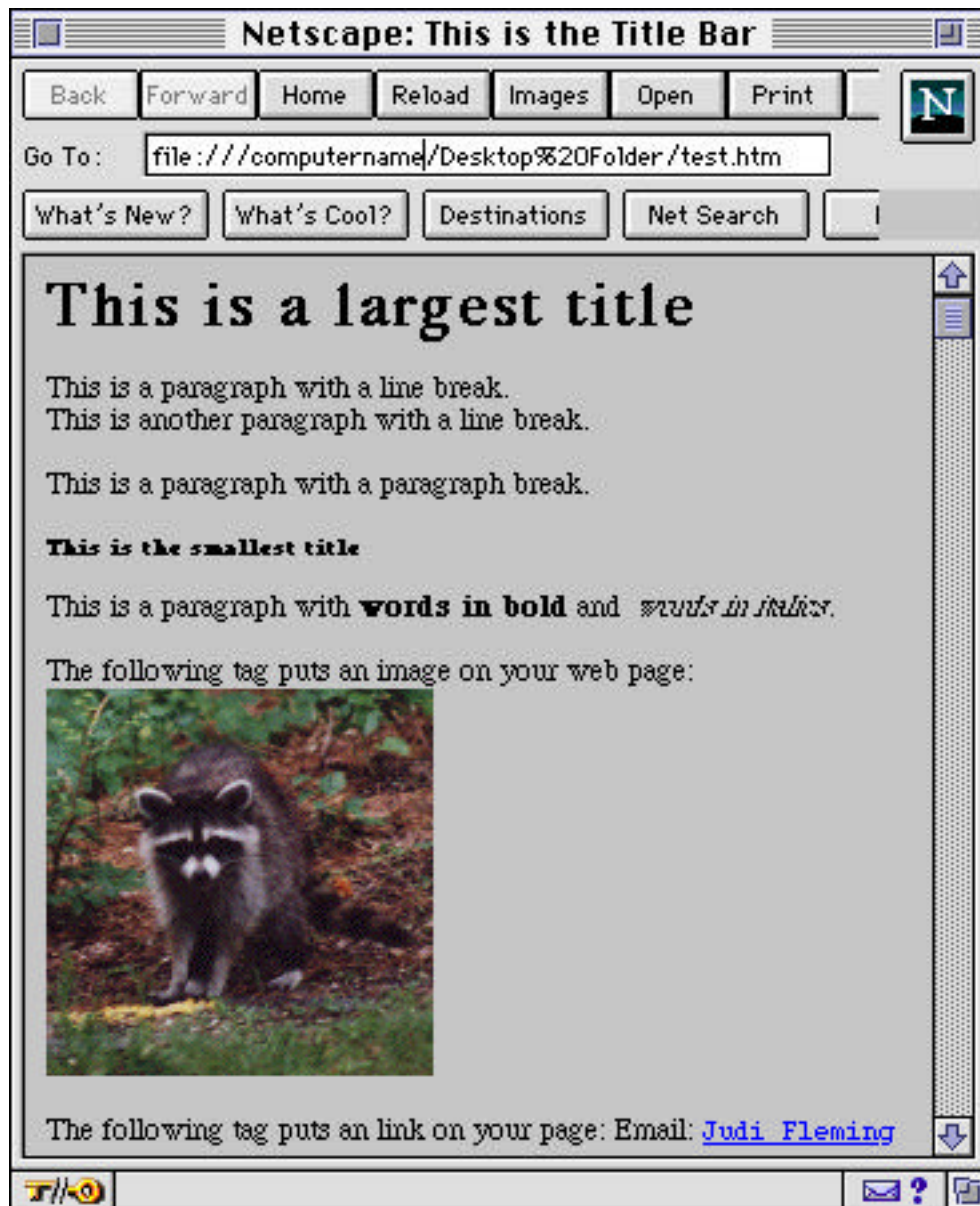 Netscape: This is the Title Bar
Back Forward Home Reload Images Open Print
N
Go To: file:///computername/Desktop%20Folder/test.htm
What's New? What's Cool? Destinations Net Search
This is a largest title
This is a paragraph with a line break.
This is another paragraph with a line break.
This is a paragraph with a paragraph break.
This is the smallest title
This is a paragraph with words in bold and words in italics.
The following tag puts an image on your web page:
The following tag puts an link on your page: Email: Judi Fleming
?